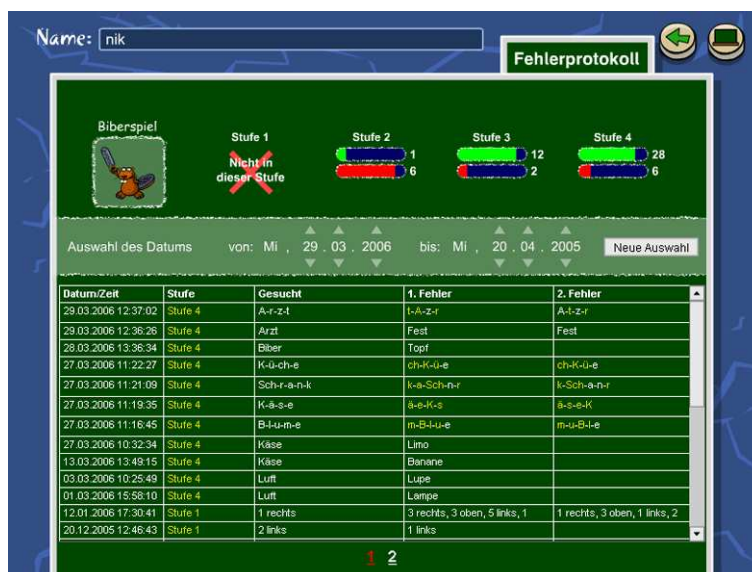 Name: nik
Fehlerprotokoll
Biberspiel
Stufe 1
Nicht in
dieser Stufe
Stufe 2
1
6
Stufe 3
12
2
Stufe 4
28
6
Auswahl des Datums von: Mi , 29 . 03 . 2006 bis: Mi , 20 . 04 . 2005 Neue Auswahl
Datum/Zeit Stufe Gesucht 1. Fehler 2. Fehler
29.03.2006 12:37:02 Stufe 4 A-r-z-t t-A-z-r A-t-z-r
29.03.2006 12:36:26 Stufe 4 Arzt Fest Fest
28.03.2006 13:36:34 Stufe 4 Biber Topf
27.03.2006 11:22:27 Stufe 4 K-ü-ch-e ch-K-ü-e ch-K-ü-e
27.03.2006 11:21:09 Stufe 4 Sch-r-a-n-k k-a-Sch-n-r k-Sch-a-n-r
27.03.2006 11:19:35 Stufe 4 K-ä-s-e ä-e-K-s ä-s-e-K
27.03.2006 11:16:45 Stufe 4 B-l-u-m-e m-B-l-u-e m-u-B-l-e
27.03.2006 10:32:34 Stufe 4 Käse Limo
13.03.2006 13:49:15 Stufe 4 Käse Banane
03.03.2006 10:25:49 Stufe 4 Luft Lupe
01.03.2006 15:58:10 Stufe 4 Luft Lampe
12.01.2006 17:30:41 Stufe 1 1 rechts 3 rechts, 3 oben, 5 links, 1 1 rechts, 3 oben, 1 links, 2
20.12.2005 12:46:43 Stufe 1 2 links 1 links
1 2